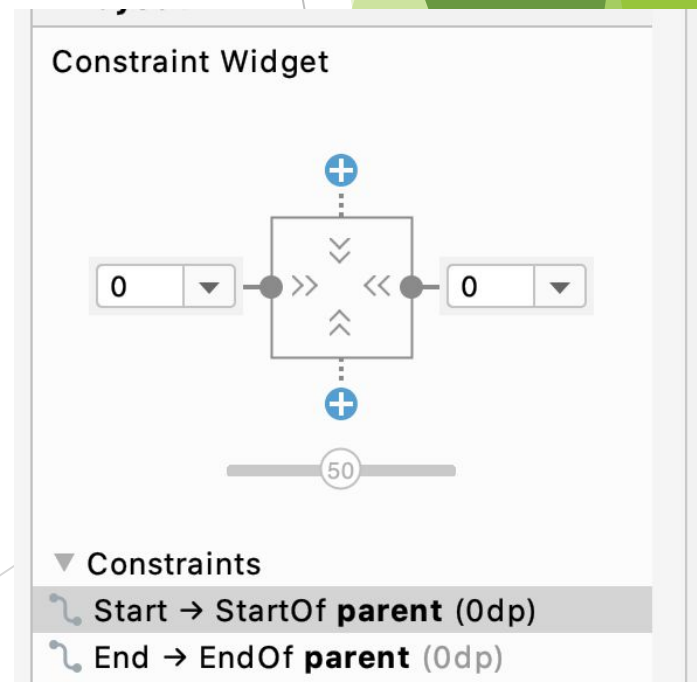 Constraint Widget
0
0
50
Constraints
Start → StartOf parent (0dp)
End → EndOf parent (0dp)